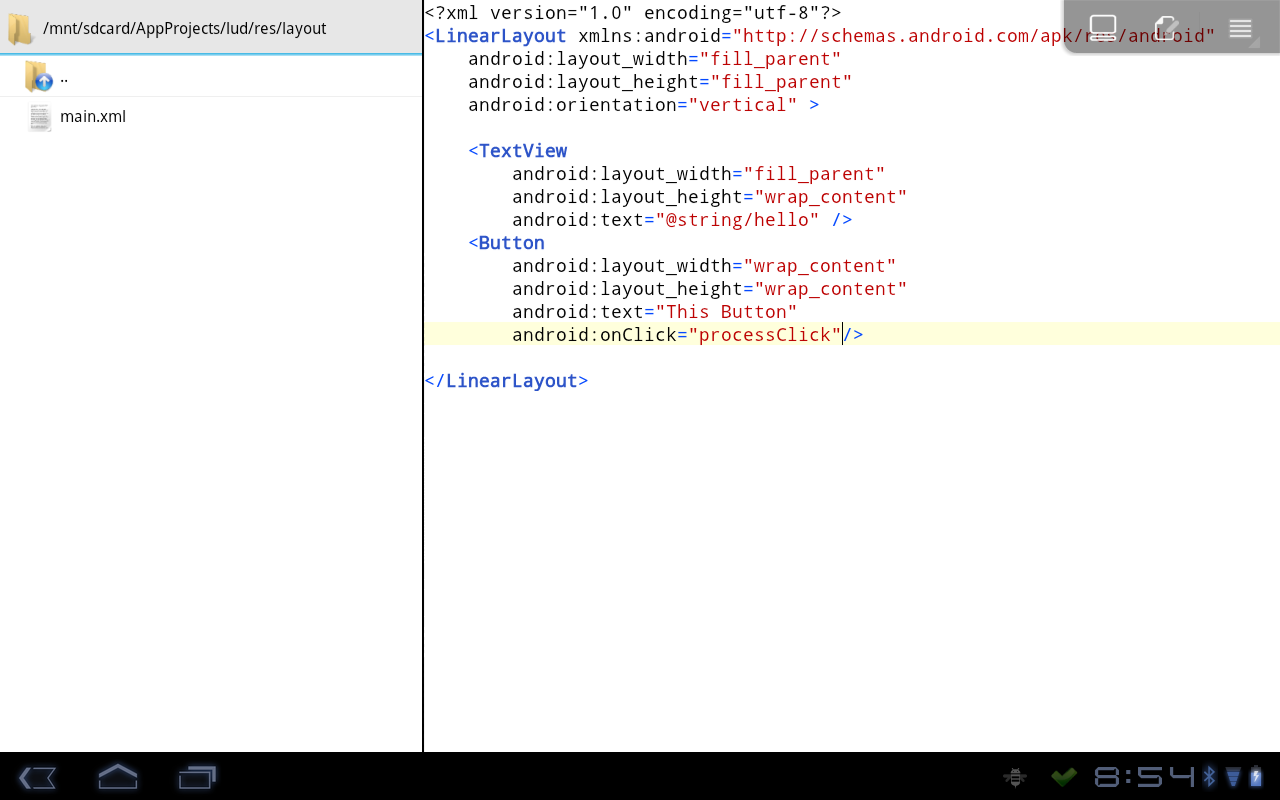 /mnt/sdcard/AppProjects/lud/res/layout
..
main.xml
<?xml version="1.0" encoding="utf-8"?>
<LinearLayout xmlns:android="http://schemas.android.com/apk/res/android"
    android:layout_width="fill_parent"
    android:layout_height="fill_parent"
    android:orientation="vertical" >
    <TextView
        android:layout_width="fill_parent"
        android:layout_height="wrap_content"
        android:text="@string/hello" />
    <Button
        android:layout_width="wrap_content"
        android:layout_height="wrap_content"
        android:text="This Button"
        android:onClick="processClick"/>
</LinearLayout>
8:54